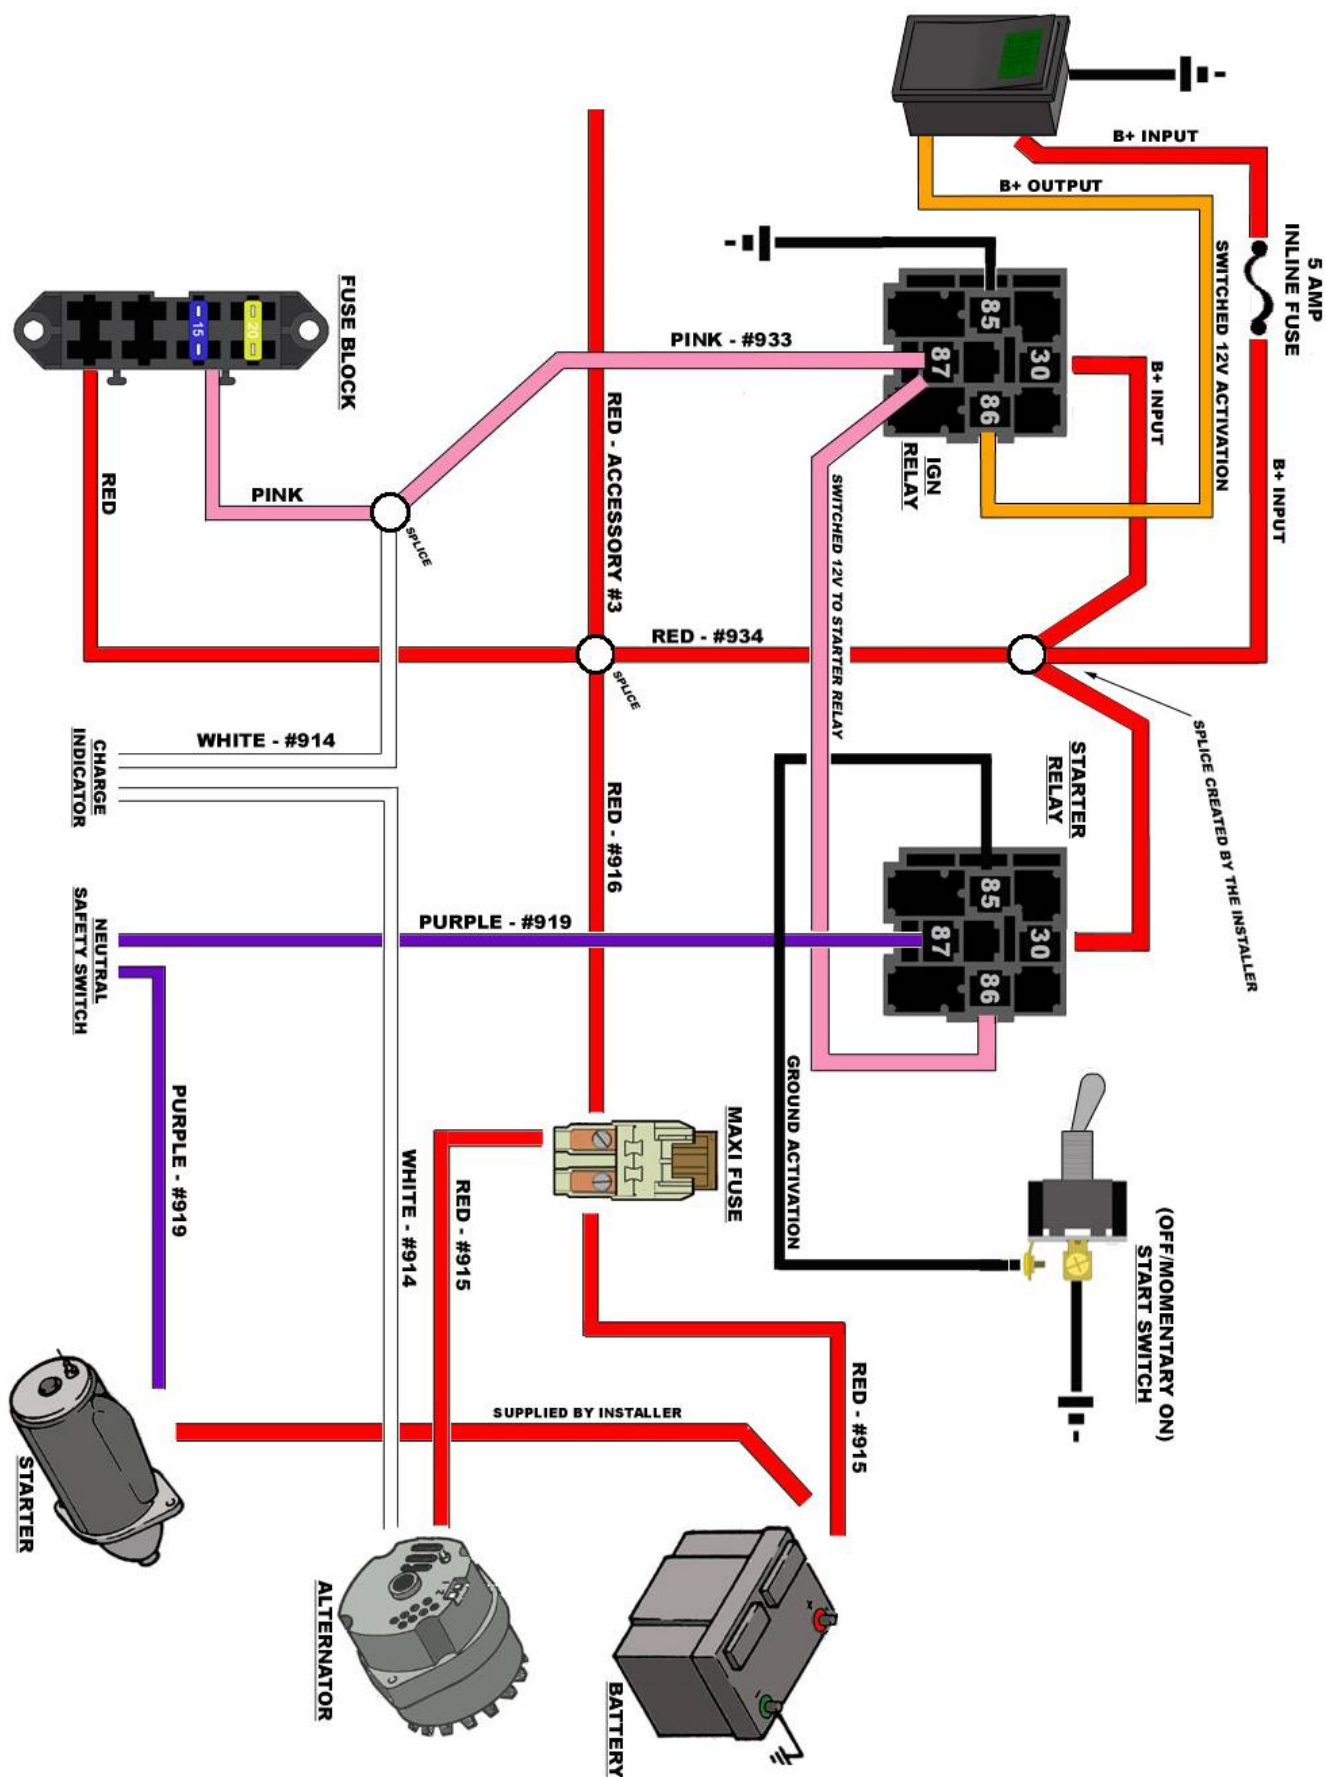 B+ INPUT
B+ OUTPUT
5 AMP
INLINE FUSE
SWITCHED 12V ACTIVATION
B+ INPUT
B+ INPUT
85
87
30
86
IGN
RELAY
PINK - #933
FUSE BLOCK
15
20
RED
PINK
SPLICE
RED - ACCESSORY #3
SWITCHED 12V TO STARTER RELAY
RED - #934
SPLICE
SPLICE CREATED BY THE INSTALLER
WHITE - #914
CHARGE
INDICATOR
RED - #916
STARTER
RELAY
85
87
30
86
PURPLE - #919
NEUTRAL
SAFETY SWITCH
PURPLE - #919
WHITE - #914
RED - #915
MAXI FUSE
GROUND ACTIVATION
(OFF/MOMENTARY ON)
START SWITCH
RED - #915
SUPPLIED BY INSTALLER
STARTER
ALTERNATOR
BATTERY